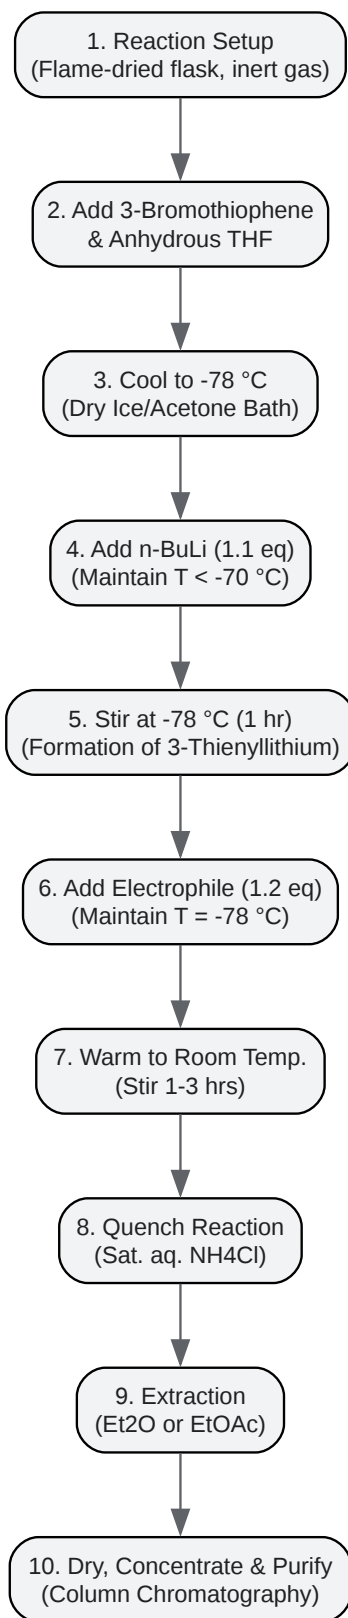 1. Reaction Setup
(Flame-dried flask, inert gas)
2. Add 3-Bromothiophene
& Anhydrous THF
3. Cool to -78 °C
(Dry Ice/Acetone Bath)
4. Add n-BuLi (1.1 eq)
(Maintain T < -70 °C)
5. Stir at -78 °C (1 hr)
(Formation of 3-Thienyllithium)
6. Add Electrophile (1.2 eq)
(Maintain T = -78 °C)
7. Warm to Room Temp.
(Stir 1-3 hrs)
8. Quench Reaction
(Sat. aq. NH4Cl)
9. Extraction
(Et2O or EtOAc)
10. Dry, Concentrate & Purify
(Column Chromatography)